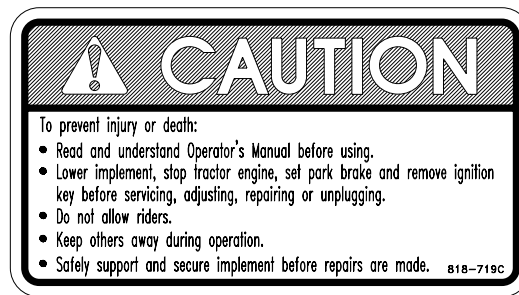 CAUTION
To prevent injury or death:
• Read and understand Operator's Manual before using.
• Lower implement, stop tractor engine, set park brake and remove ignition
key before servicing, adjusting, repairing or unplugging.
• Do not allow riders.
• Keep others away during operation.
• Safely support and secure implement before repairs are made. 818-719C